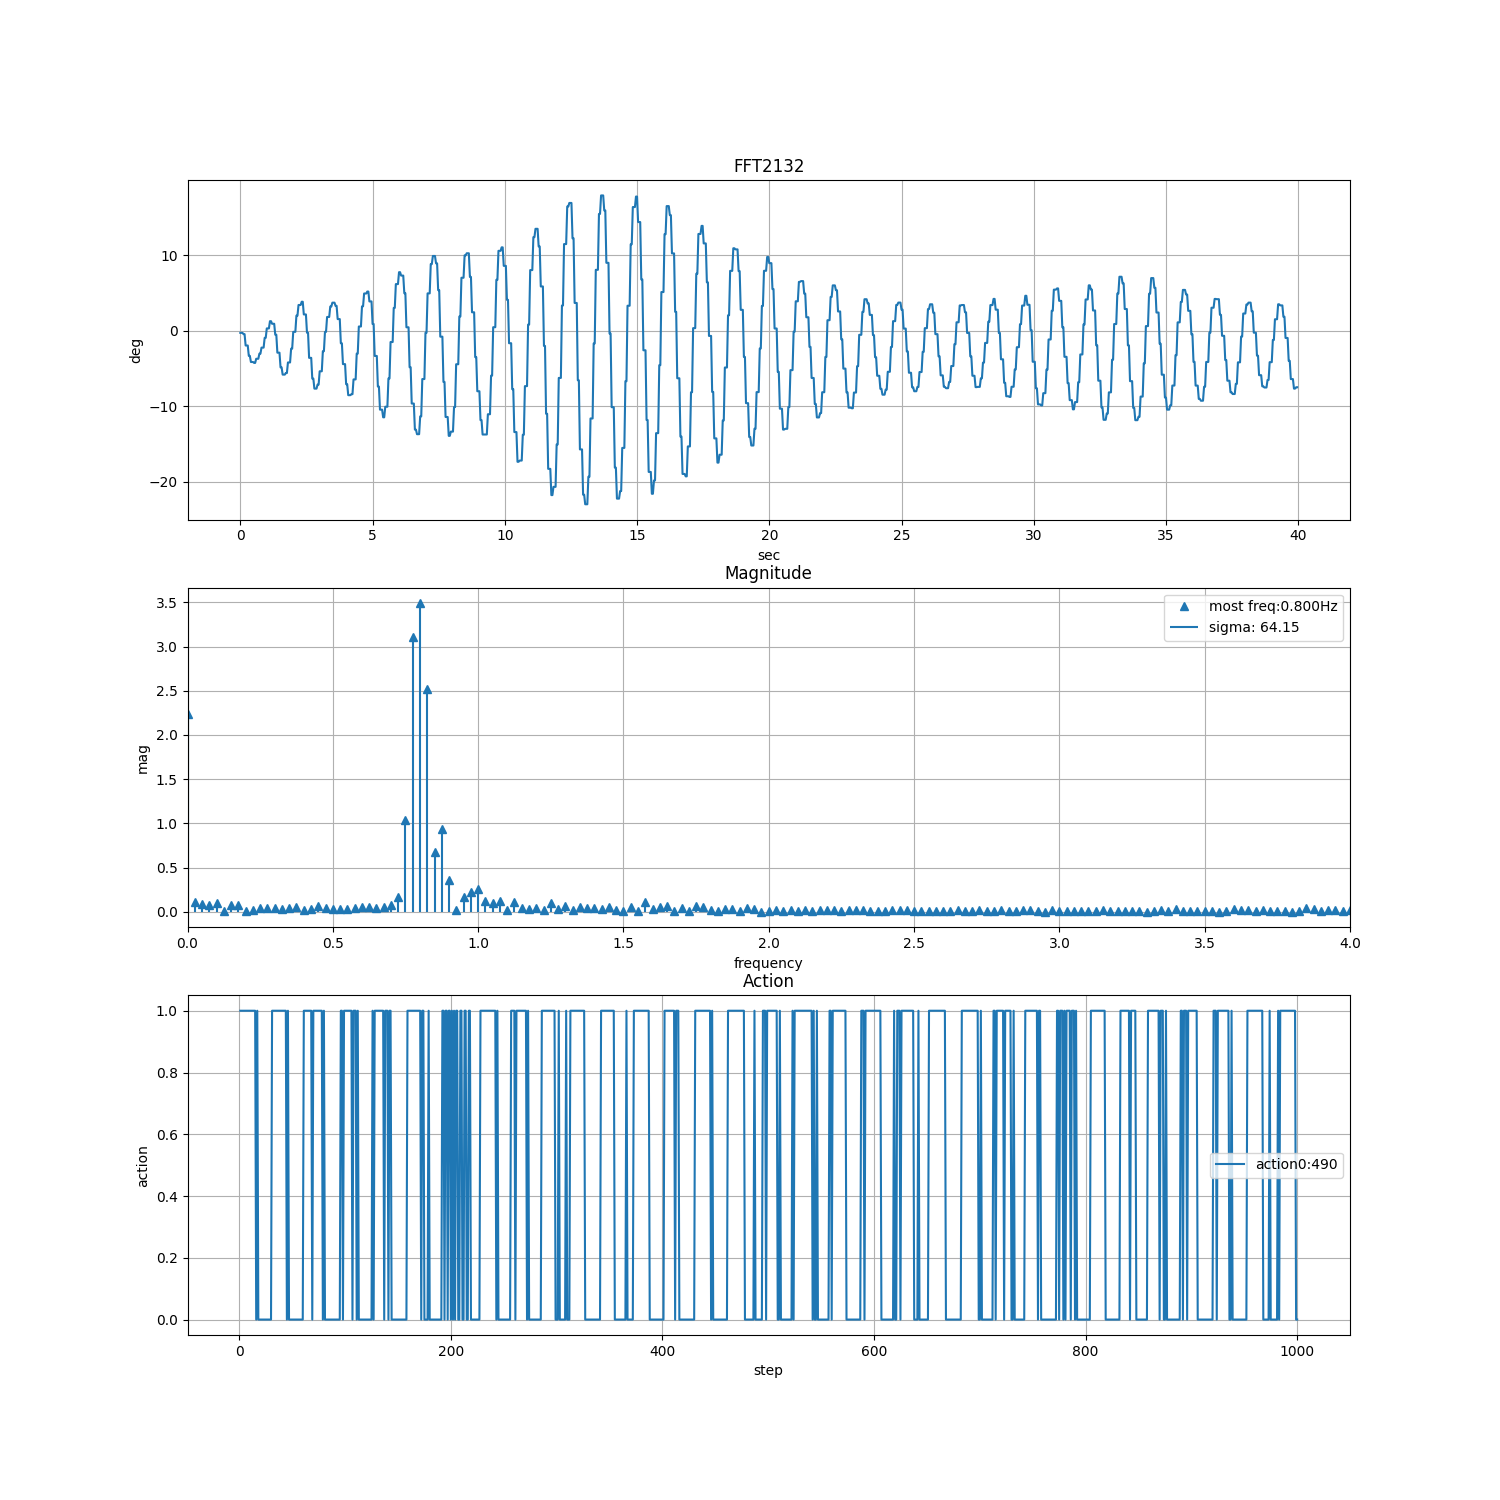 FFT2132
deg
10
0
−10
−20
0 5 10 15 20 25 30 35 40
sec
Magnitude
most freq:0.800Hz
sigma: 64.15
mag
3.5
3.0
2.5
2.0
1.5
1.0
0.5
0.0
0.0 0.5 1.0 1.5 2.0 2.5 3.0 3.5 4.0
frequency
Action
action
1.0
0.8
0.6
0.4
0.2
0.0
action0:490
0 200 400 600 800 1000
step